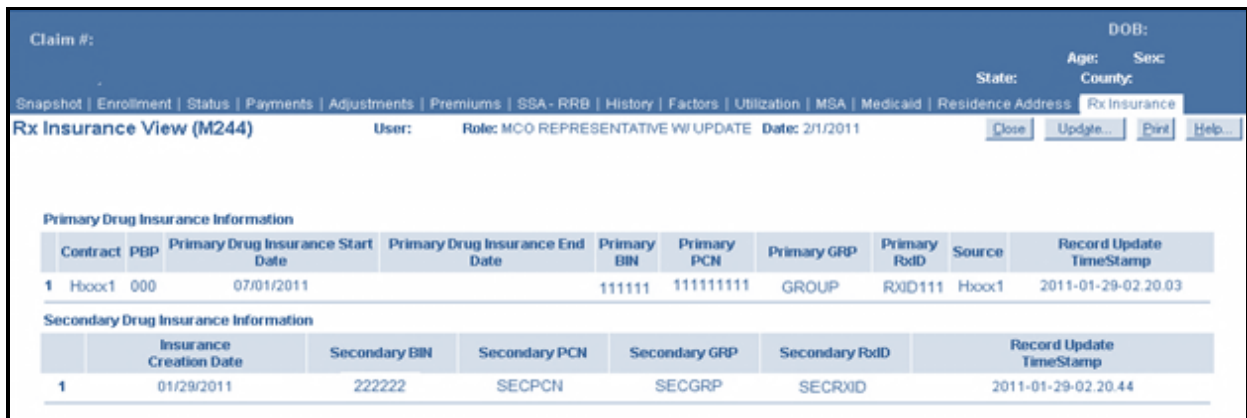 Claim #: DOB:
Age: Sex:
State: County:
Snapshot | Enrollment | Status | Payments | Adjustments | Premiums | SSA - RRB | History | Factors | Utilization | MSA | Medicaid | Residence Address | Rx Insurance
Rx Insurance View (M244) User: Role: MCO REPRESENTATIVE W/ UPDATE Date: 2/1/2011 Close Update... Print Help...
Primary Drug Insurance Information
Contract PBP Primary Drug Insurance Start Date Primary Drug Insurance End Date Primary BIN Primary PCN Primary GRP Primary RxID Source Record Update TimeStamp
1 Hxxx1 000 07/01/2011 111111 111111111 GROUP RXID111 Hxxx1 2011-01-29-02.20.03
Secondary Drug Insurance Information
Insurance Creation Date Secondary BIN Secondary PCN Secondary GRP Secondary RxID Record Update TimeStamp
1 01/29/2011 222222 SECPCN SECGRP SECRXID 2011-01-29-02.20.44